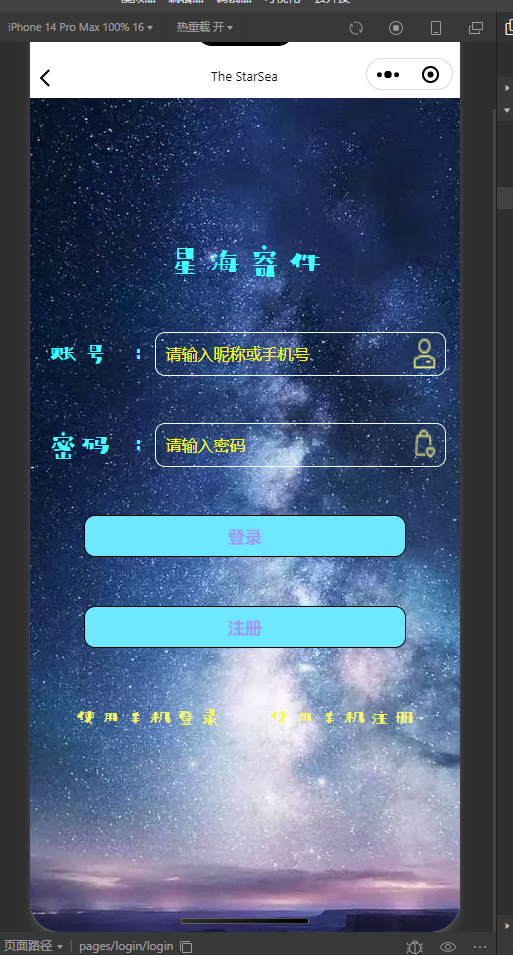 iPhone 14 Pro Max 100% 16
热重载 开
The StarSea
星海寄件
账号 :
请输入昵称或手机号
密码 :
请输入密码
登录
注册
使用手机登录 使用手机注册
页面路径 | pages/login/login